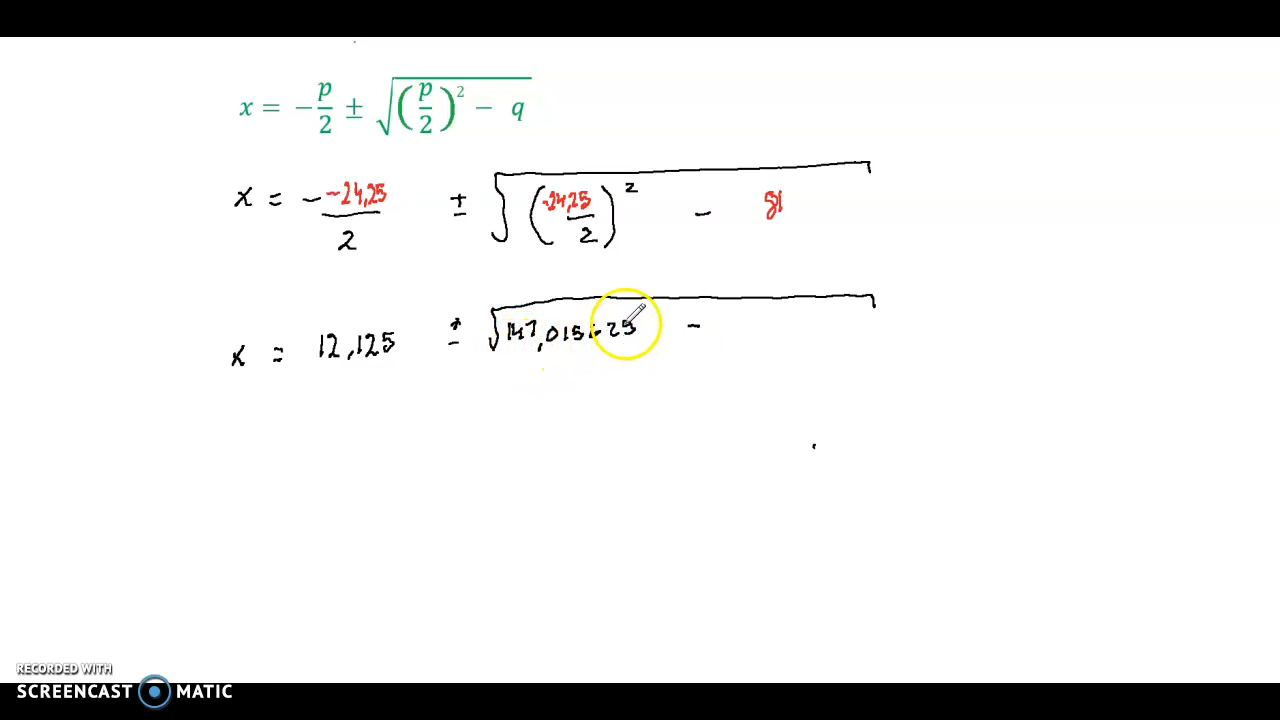 x = −p/2 ± √((p/2)² − q)
x = − -24,25/2 ± √((-24,25/2)² − 81)
x = 12,125 ± √147,015625 −
RECORDED WITH
SCREENCAST MATIC